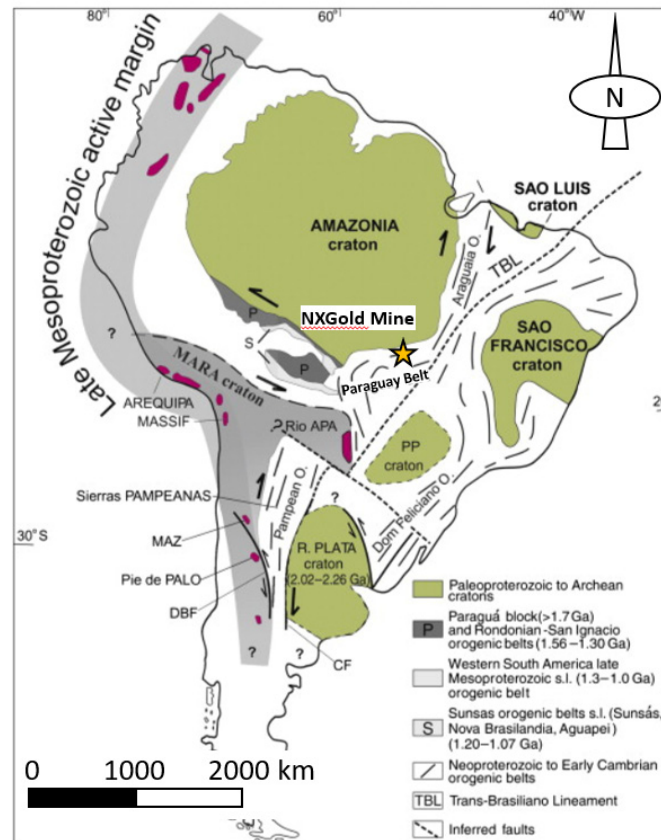 60°W
40°W
N
Late Mesoproterozoic active margin
SAO LUIS
craton
AMAZONIA
craton
Araguaia O.
TBL
NXGold Mine
P
S
P
Paraguay Belt
SAO
FRANCISCO
craton
?
MARA craton
AREQUIPA
MASSIF
? Rio APA
20
PP
craton
Sierras PAMPEANAS
Pampean O.
?
Dom Feliciano O.
30°S
MAZ
R. PLATA
craton
(2.02–2.26 Ga)
Pie de PALO
DBF
?
?
CF
Paleoproterozoic to Archean
cratons
P
Paraguá block(>1.7Ga)
and Rondonian-San Ignacio
orogenic belts (1.56–1.30 Ga)
Western South America late
Mesoproterozoic s.l. (1.3–1.0 Ga)
orogenic belt
S
Sunsas orogenic belts s.l. (Sunsás,
Nova Brasilandia, Aguapei)
(1.20–1.07 Ga)
Neoproterozoic to Early Cambrian
orogenic belts
TBL
Trans-Brasiliano Lineament
Inferred faults
0
1000
2000 km